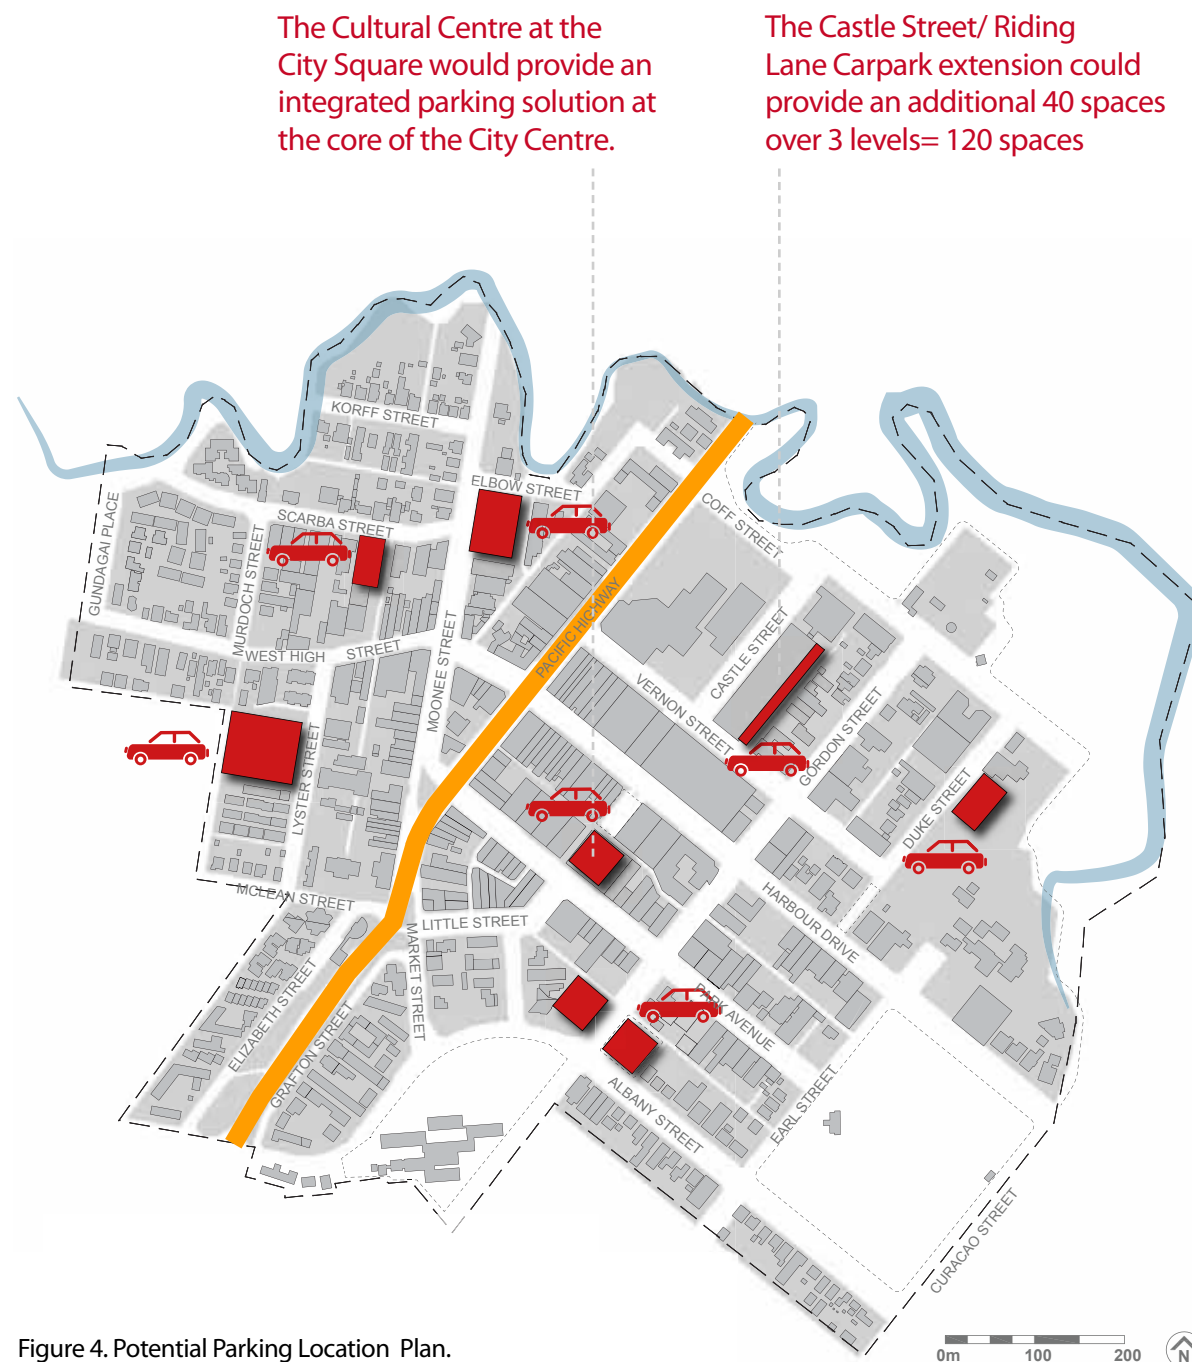 The Cultural Centre at the
City Square would provide an
integrated parking solution at
the core of the City Centre.
The Castle Street/ Riding
Lane Carpark extension could
provide an additional 40 spaces
over 3 levels= 120 spaces
KORFF STREET
ELBOW STREET
SCARBA STREET
GUNDAGAI PLACE
MURDOCH STREET
WEST HIGH STREET
MOONEE STREET
LYSTER STREET
MCLEAN STREET
PACIFIC HIGHWAY
COFF STREET
CASTLE STREET
VERNON STREET
GORDON STREET
DUKE STREET
HARBOUR DRIVE
LITTLE STREET
MARKET STREET
PARK AVENUE
ELIZABETH STREET
GRAFTON STREET
ALBANY STREET
EARL STREET
CURACAO STREET
Figure 4. Potential Parking Location Plan.
0m 100 200
N